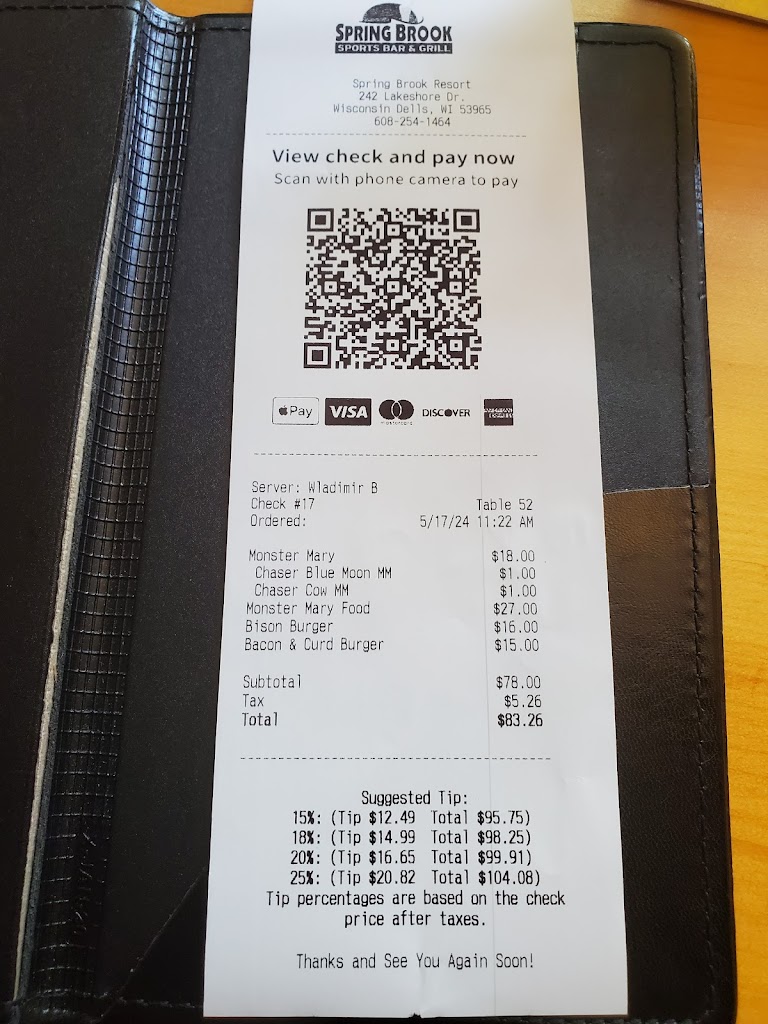 SPRING BROOK
SPORTS BAR & GRILL
Spring Brook Resort
242 Lakeshore Dr.
Wisconsin Dells, WI 53965
608-254-1464
View check and pay now
Scan with phone camera to pay
Pay VISA mastercard DISCOVER AMERICAN EXPRESS
Server: Wladimir B
Check #17 Table 52
Ordered: 5/17/24 11:22 AM
Monster Mary $18.00
Chaser Blue Moon MM $1.00
Chaser Cow MM $1.00
Monster Mary Food $27.00
Bison Burger $16.00
Bacon & Curd Burger $15.00
Subtotal $78.00
Tax $5.26
Total $83.26
Suggested Tip:
15%: (Tip $12.49 Total $95.75)
18%: (Tip $14.99 Total $98.25)
20%: (Tip $16.65 Total $99.91)
25%: (Tip $20.82 Total $104.08)
Tip percentages are based on the check
price after taxes.
Thanks and See You Again Soon!